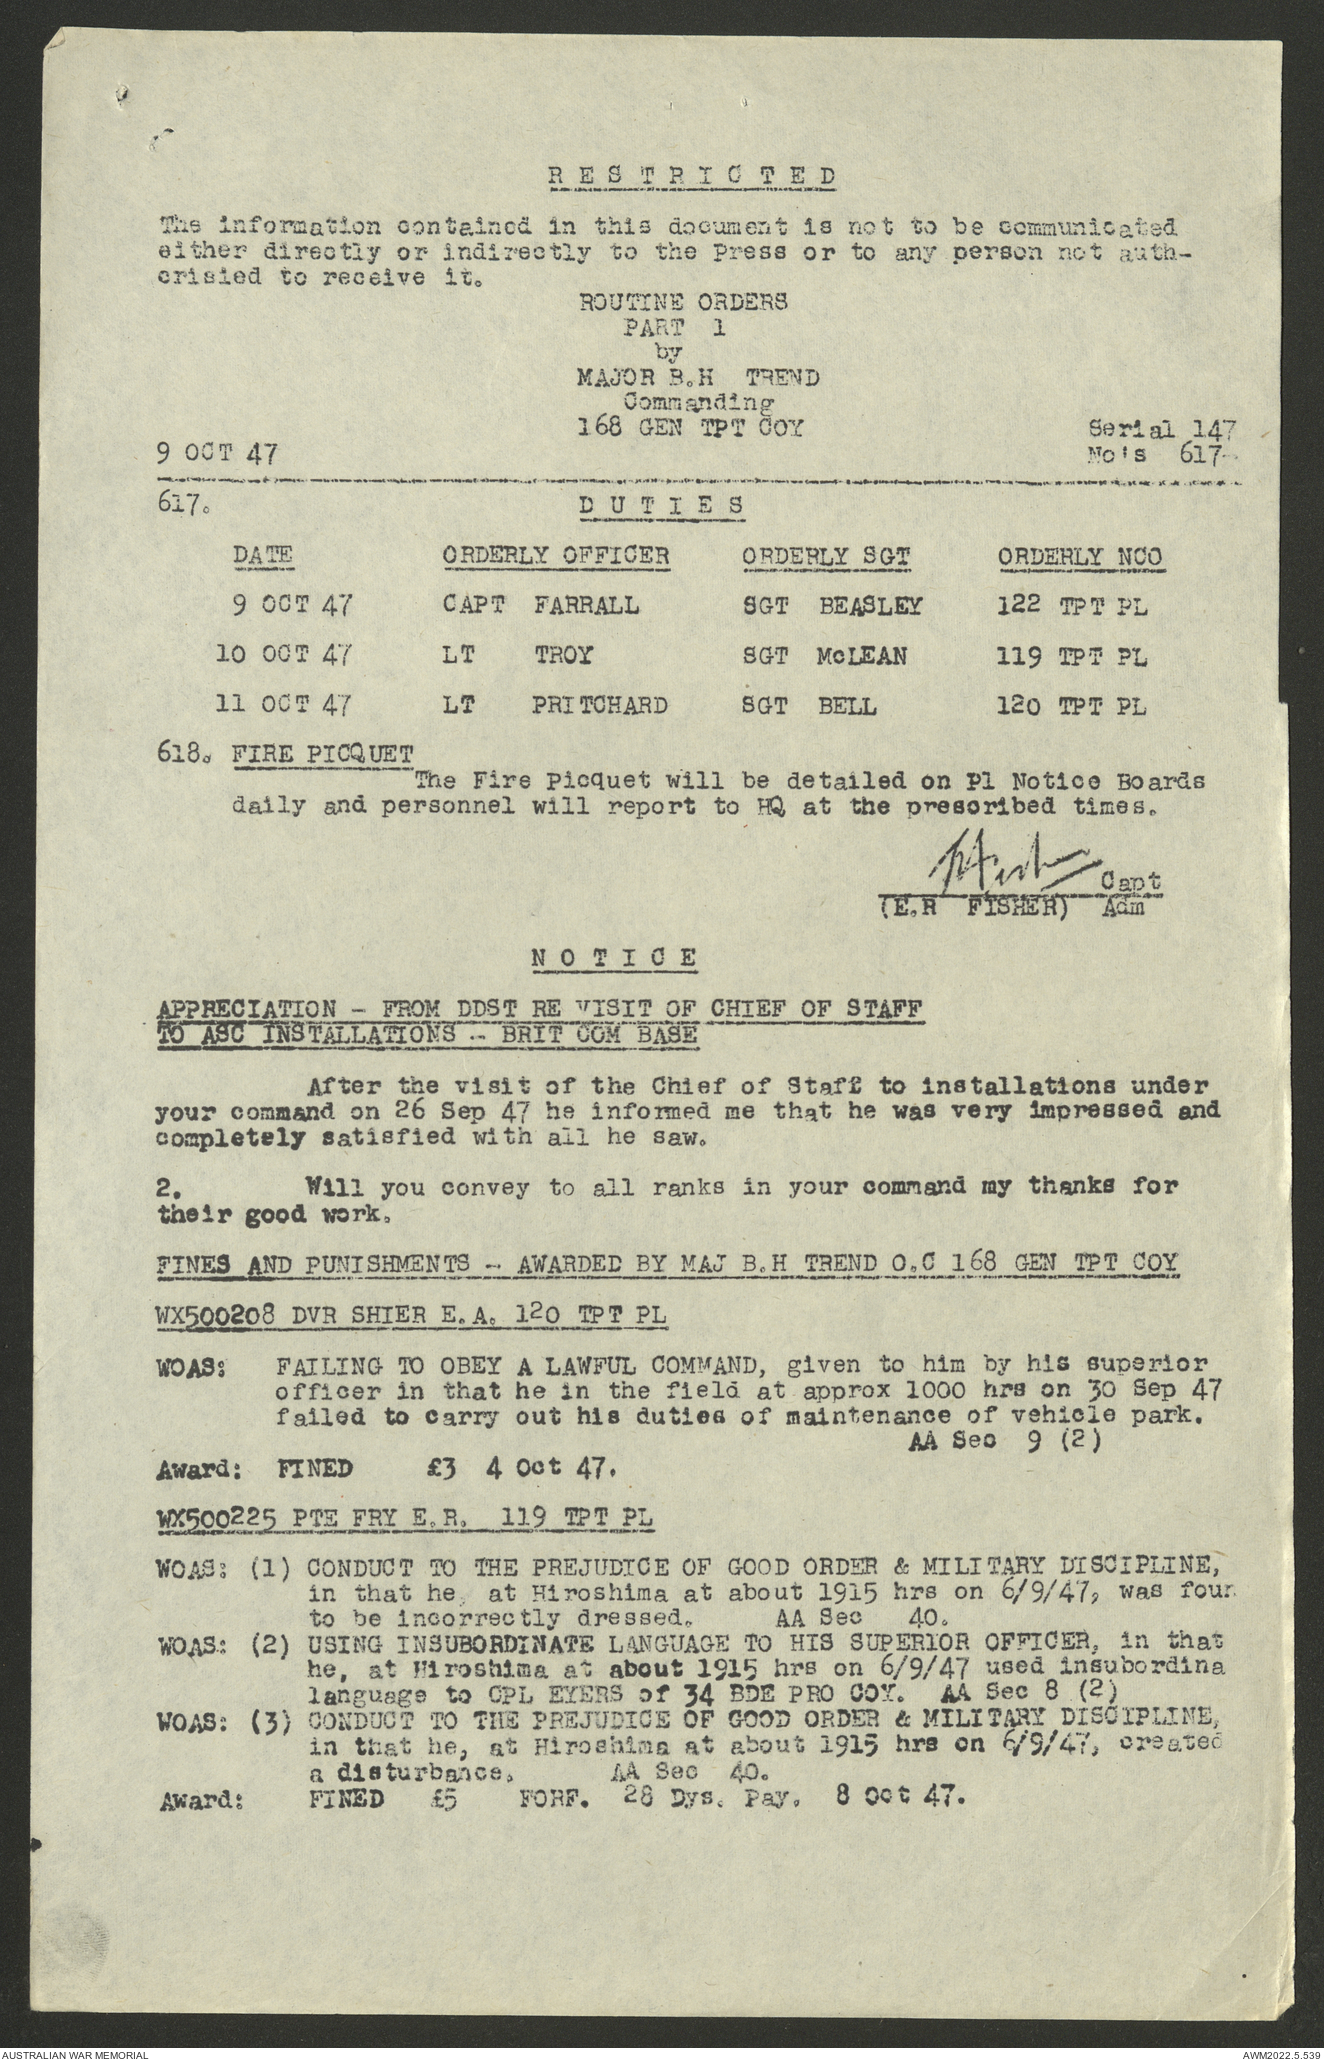 R E S T R I C T E D
The information contained in this document is not to be communicated
either directly or indirectly to the Press or to any person not auth-
orisied to receive it.
ROUTINE ORDERS
PART 1
by
MAJOR B.H TREND
Commanding
168 GEN TPT COY
Serial 147
9 OCT 47
No's 617-
617. D U T I E S
DATE ORDERLY OFFICER ORDERLY SGT ORDERLY NCO
9 OCT 47 CAPT FARRALL SGT BEASLEY 122 TPT PL
10 OCT 47 LT TROY SGT McLEAN 119 TPT PL
11 OCT 47 LT PRITCHARD SGT BELL 120 TPT PL
618. FIRE PICQUET
The Fire Picquet will be detailed on Pl Notice Boards
daily and personnel will report to HQ at the prescribed times.
Capt
(E.R FISHER) Adm
N O T I C E
APPRECIATION - FROM DDST RE VISIT OF CHIEF OF STAFF
TO ASC INSTALLATIONS - BRIT COM BASE
After the visit of the Chief of Staff to installations under
your command on 26 Sep 47 he informed me that he was very impressed and
completely satisfied with all he saw.
2. Will you convey to all ranks in your command my thanks for
their good work.
FINES AND PUNISHMENTS - AWARDED BY MAJ B.H TREND O.C 168 GEN TPT COY
WX500208 DVR SHIER E.A. 120 TPT PL
WOAS: FAILING TO OBEY A LAWFUL COMMAND, given to him by his superior
officer in that he in the field at approx 1000 hrs on 30 Sep 47
failed to carry out his duties of maintenance of vehicle park.
AA Sec 9 (2)
Award: FINED £3 4 Oct 47.
WX500225 PTE FRY E.R. 119 TPT PL
WOAS: (1) CONDUCT TO THE PREJUDICE OF GOOD ORDER & MILITARY DISCIPLINE,
in that he, at Hiroshima at about 1915 hrs on 6/9/47, was foun
to be incorrectly dressed. AA Sec 40.
WOAS: (2) USING INSUBORDINATE LANGUAGE TO HIS SUPERIOR OFFICER, in that
he, at Hiroshima at about 1915 hrs on 6/9/47 used insubordina
language to CPL EYERS of 34 BDE PRO COY. AA Sec 8 (2)
WOAS: (3) CONDUCT TO THE PREJUDICE OF GOOD ORDER & MILITARY DISCIPLINE,
in that he, at Hiroshima at about 1915 hrs on 6/9/47, created
a disturbance. AA Sec 40.
Award: FINED £5 FORF. 28 Dys. Pay. 8 Oct 47.
AUSTRALIAN WAR MEMORIAL AWM2022.5.539